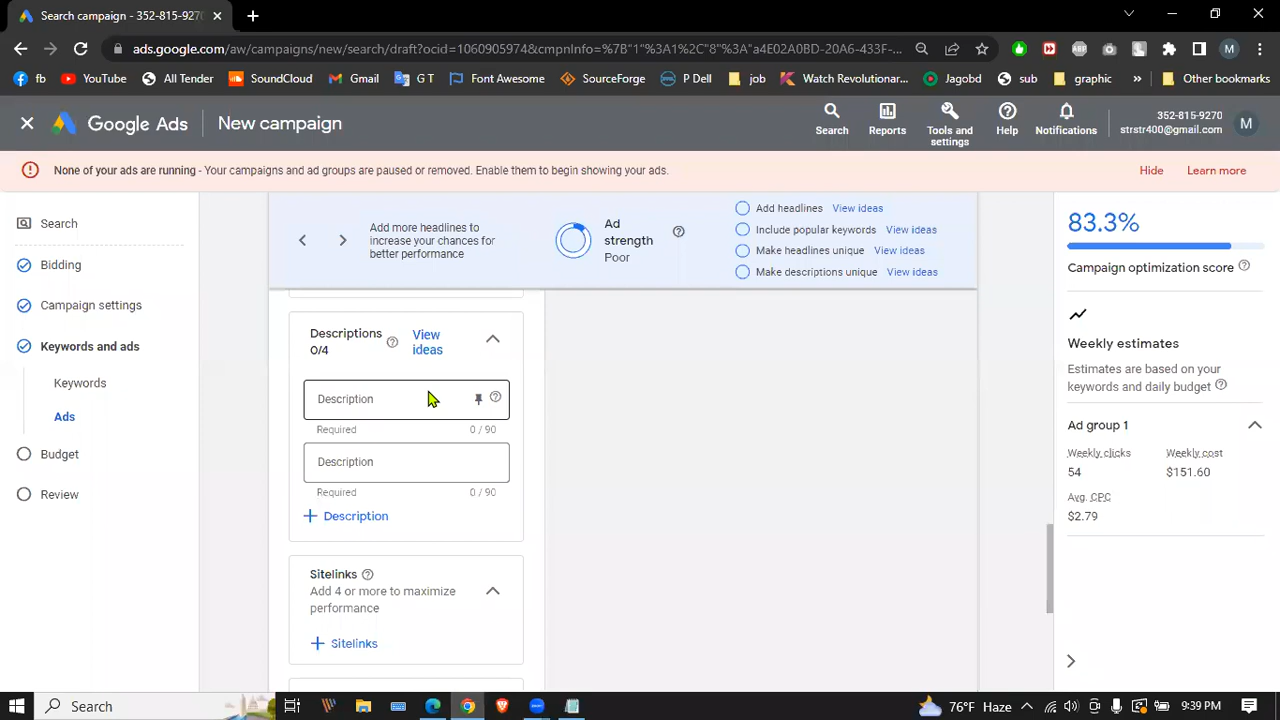 Search campaign - 352-815-9270
ads.google.com/aw/campaigns/new/search/draft?ocid=1060905974&cmpnInfo=%7B"1"%3A1%2C"8"%3A"a4E02A0BD-20A6-433F-...
M
fb
YouTube
All Tender
SoundCloud
Gmail
G T
Font Awesome
SourceForge
P Dell
job
Watch Revolutionar...
Jagobd
sub
graphic
»
Other bookmarks
Google Ads
New campaign
Search
Reports
Tools and settings
Help
Notifications
352-815-9270
strstr400@gmail.com
M
None of your ads are running - Your campaigns and ad groups are paused or removed. Enable them to begin showing your ads.
Hide
Learn more
Search
Bidding
Campaign settings
Keywords and ads
Keywords
Ads
Budget
Review
Add more headlines to
increase your chances for
better performance
Ad
strength
Poor
Add headlines View ideas
Include popular keywords View ideas
Make headlines unique View ideas
Make descriptions unique View ideas
Descriptions
0/4
View
ideas
Description
Required 0 / 90
Description
Required 0 / 90
+ Description
Sitelinks
Add 4 or more to maximize
performance
+ Sitelinks
83.3%
Campaign optimization score
Weekly estimates
Estimates are based on your
keywords and daily budget
Ad group 1
Weekly clicks Weekly cost
54 $151.60
Avg. CPC
$2.79
Search
76°F Haze
9:39 PM